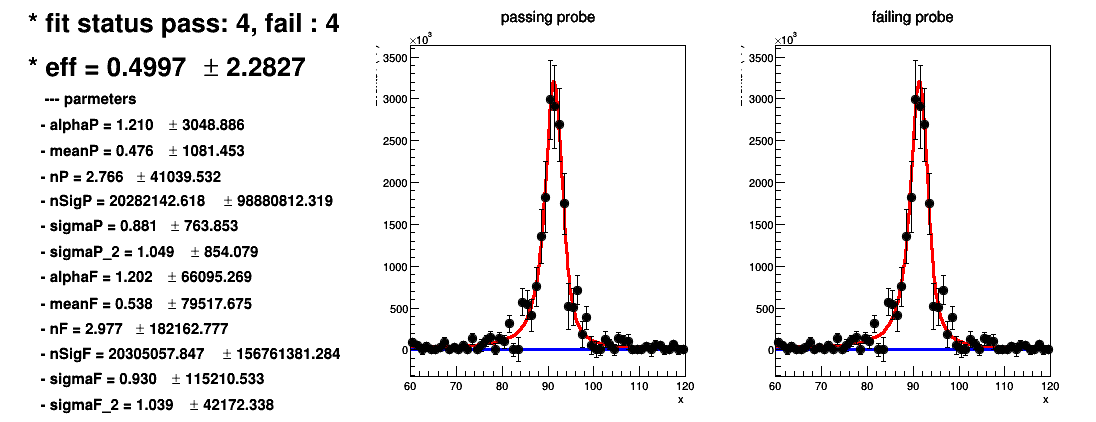 * fit status pass: 4, fail : 4
* eff = 0.4997 ± 2.2827
--- parmeters
- alphaP = 1.210 ± 3048.886
- meanP = 0.476 ± 1081.453
- nP = 2.766 ± 41039.532
- nSigP = 20282142.618 ± 98880812.319
- sigmaP = 0.881 ± 763.853
- sigmaP_2 = 1.049 ± 854.079
- alphaF = 1.202 ± 66095.269
- meanF = 0.538 ± 79517.675
- nF = 2.977 ± 182162.777
- nSigF = 20305057.847 ± 156761381.284
- sigmaF = 0.930 ± 115210.533
- sigmaF_2 = 1.039 ± 42172.338
passing probe
×10³
3500
3000
2500
2000
1500
1000
500
0
60 70 80 90 100 110 120
x
failing probe
×10³
3500
3000
2500
2000
1500
1000
500
0
60 70 80 90 100 110 120
x